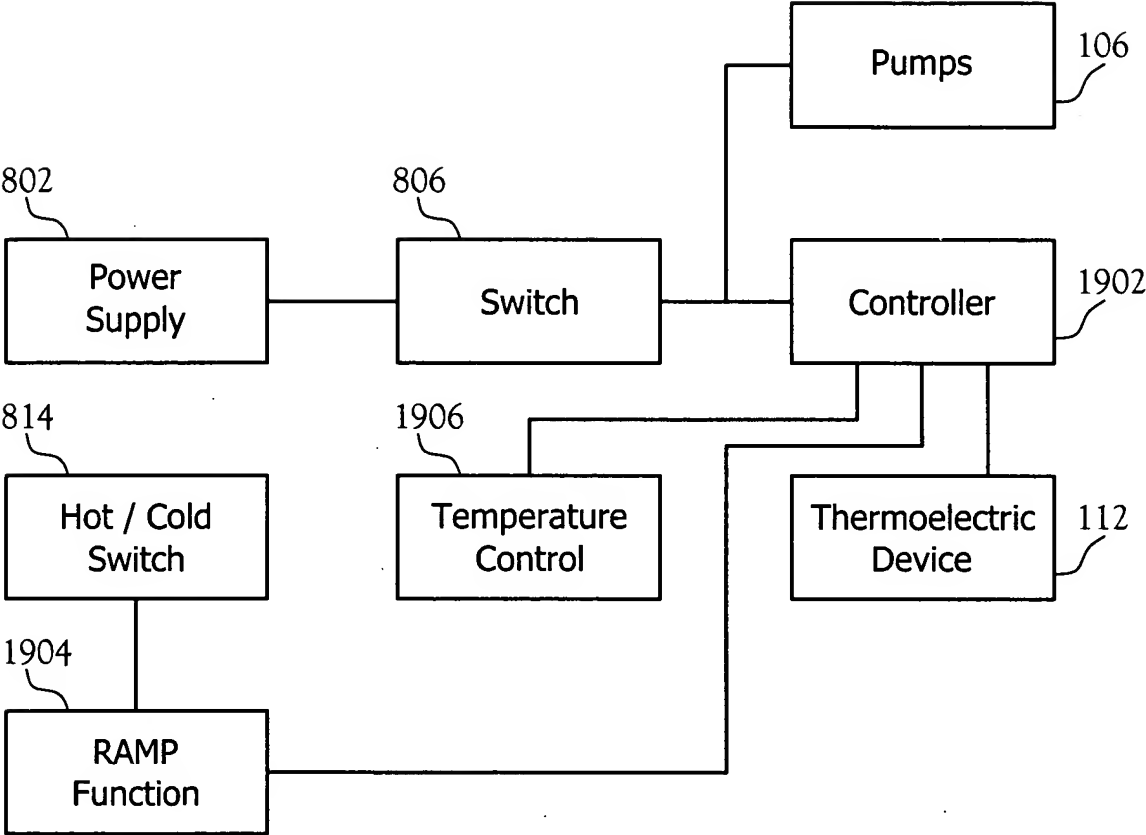 Pumps
106
802
806
Power
Supply
Switch
Controller
1902
814
1906
Hot / Cold
Switch
Temperature
Control
Thermoelectric
Device
112
1904
RAMP
Function